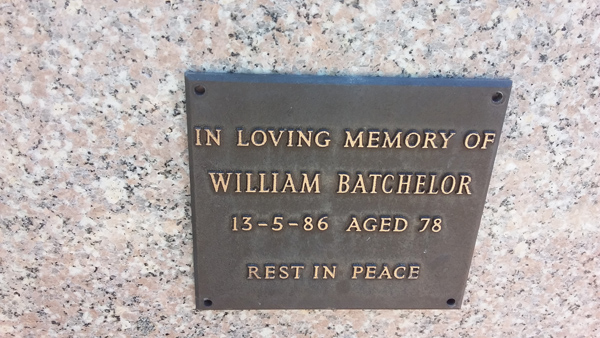 IN LOVING MEMORY OF
WILLIAM BATCHELOR
13-5-86 AGED 78
REST IN PEACE